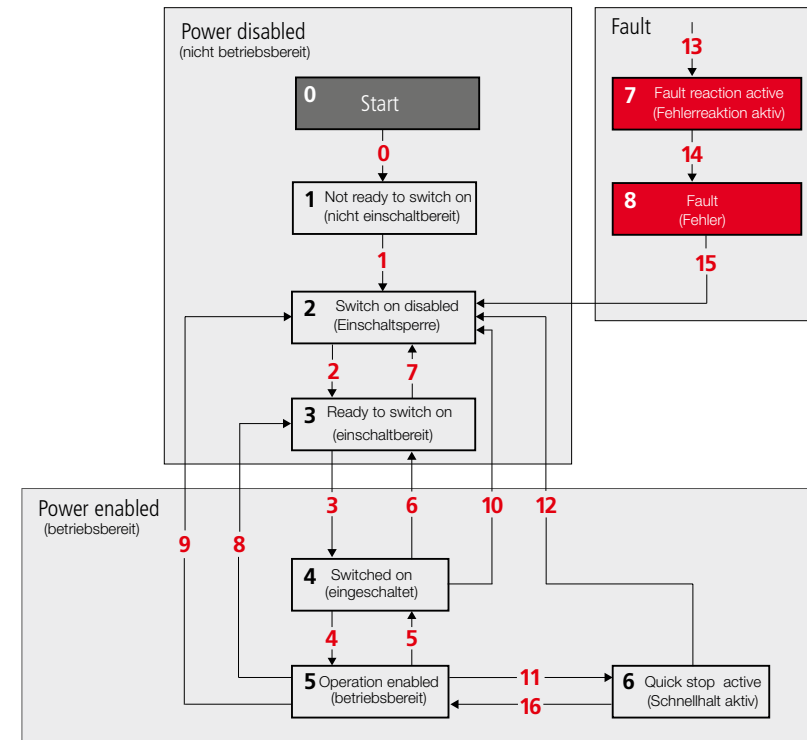 Power disabled
(nicht betriebsbereit)
0 Start
0
1 Not ready to switch on
(nicht einschaltbereit)
1
2 Switch on disabled
(Einschaltsperre)
2
7
3 Ready to switch on
(einschaltbereit)
Fault
13
7 Fault reaction active
(Fehlerreaktion aktiv)
14
8 Fault
(Fehler)
15
Power enabled
(betriebsbereit)
9
8
3
6
10
12
4 Switched on
(eingeschaltet)
4
5
5 Operation enabled
(betriebsbereit)
11
16
6 Quick stop active
(Schnellhalt aktiv)